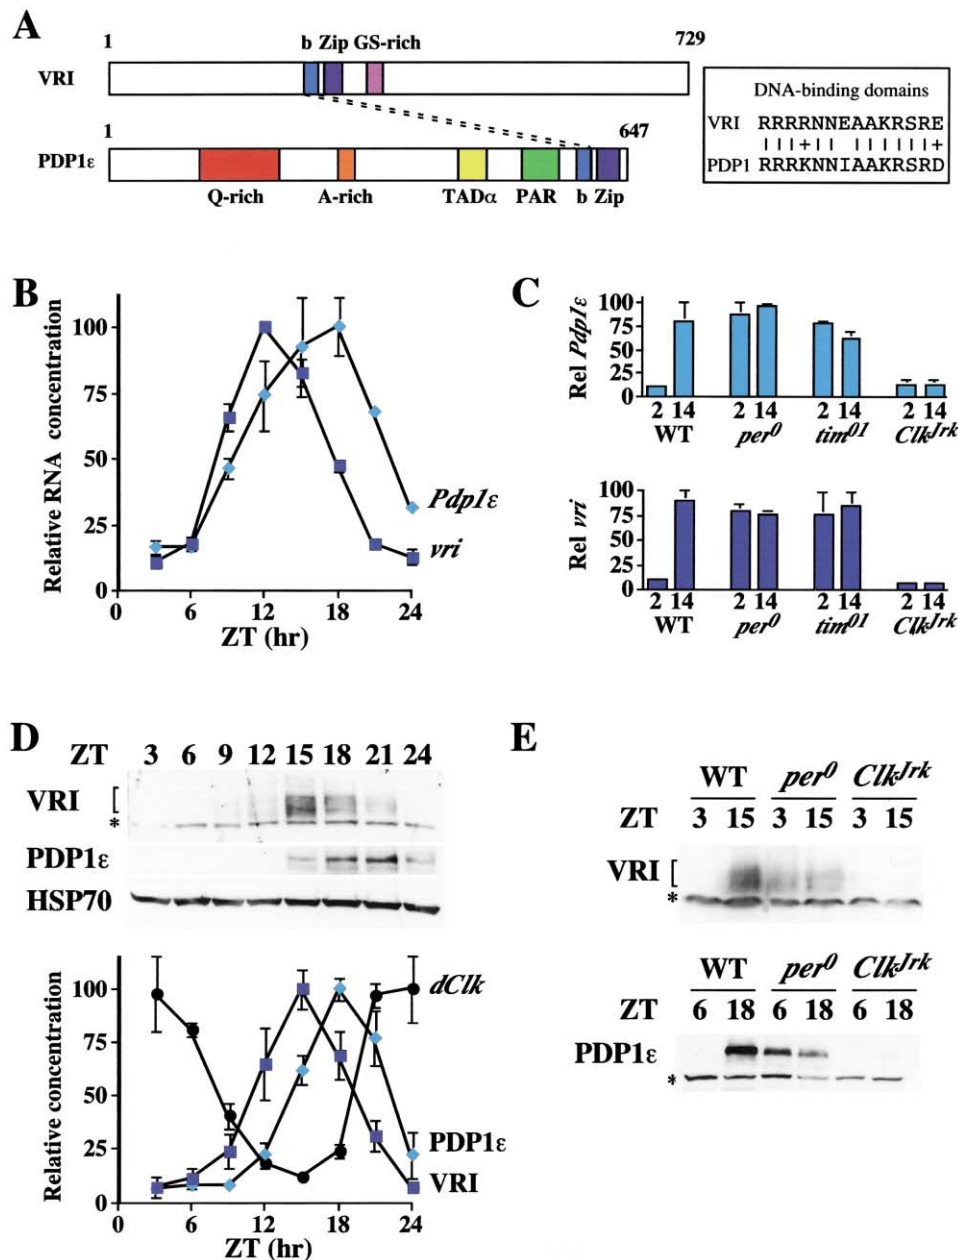 A
1
b Zip GS-rich
729
VRI
1
647
PDP1ε
Q-rich
A-rich
TADα
PAR
b Zip
DNA-binding domains
VRI RRRRNNEAAKRSRE
| | | + | | | | | | | | +
PDP1 RRRKNNIAAKRSRD
B
Relative RNA concentration
100
75
50
25
0
0 6 12 18 24
ZT (hr)
Pdp1ε
vri
C
Rel Pdp1ε
100
75
50
25
0
2 14 2 14 2 14 2 14
WT per⁰ tim⁰¹ Clkᴶʳᵏ
Rel vri
100
75
50
25
0
2 14 2 14 2 14 2 14
WT per⁰ tim⁰¹ Clkᴶʳᵏ
D
ZT 3 6 9 12 15 18 21 24
VRI
*
PDP1ε
HSP70
Relative concentration
100
75
50
25
0
0 6 12 18 24
ZT (hr)
dClk
PDP1ε
VRI
E
WT per⁰ Clkᴶʳᵏ
ZT 3 15 3 15 3 15
VRI
*
WT per⁰ Clkᴶʳᵏ
ZT 6 18 6 18 6 18
PDP1ε
*